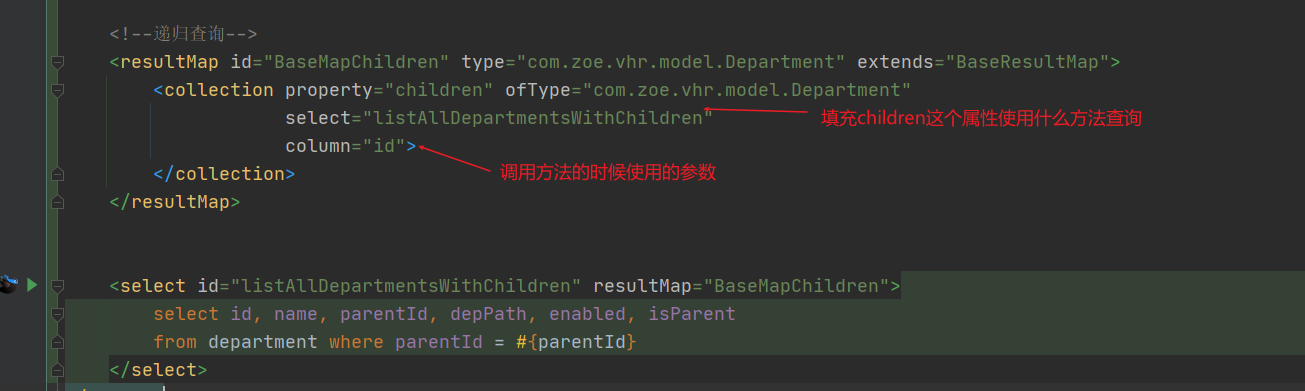 <!--递归查询-->
<resultMap id="BaseMapChildren" type="com.zoe.vhr.model.Department" extends="BaseResultMap">
<collection property="children" ofType="com.zoe.vhr.model.Department"
select="listAllDepartmentsWithChildren"
填充children这个属性使用什么方法查询
column="id">
调用方法的时候使用的参数
</collection>
</resultMap>
<select id="listAllDepartmentsWithChildren" resultMap="BaseMapChildren">
select id, name, parentId, depPath, enabled, isParent
from department where parentId = #{parentId}
</select>